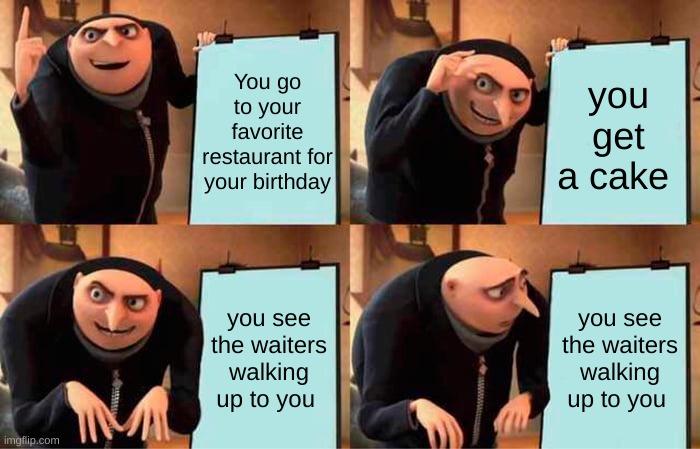 You go
to your
favorite
restaurant for
your birthday
you
get
a cake
you see
the waiters
walking
up to you
you see
the waiters
walking
up to you
imgflip.com